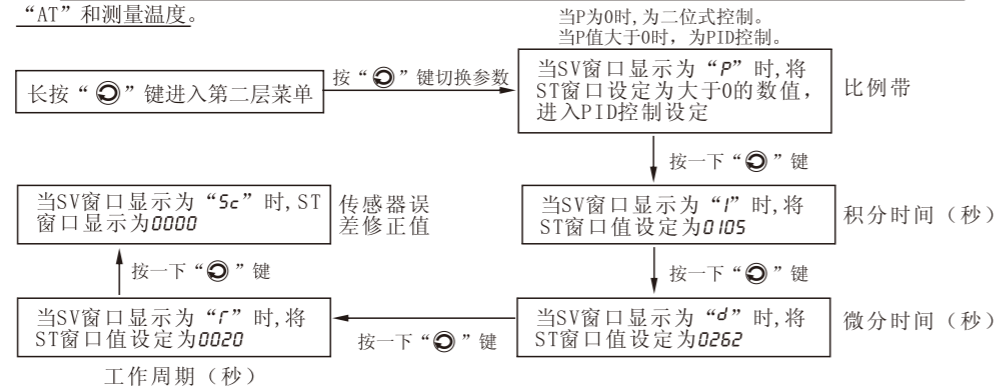 “AT”和测量温度。
当P为0时,为二位式控制。
当P值大于0时，为PID控制。
长按“ ”键进入第二层菜单
按“ ”键切换参数
当SV窗口显示为“P”时,将
ST窗口设定为大于0的数值,
进入PID控制设定
比例带
按一下“ ”键
当SV窗口显示为“I”时,将
ST窗口值设定为0105
积分时间（秒）
按一下“ ”键
当SV窗口显示为“d”时,将
ST窗口值设定为0262
微分时间（秒）
按一下“ ”键
当SV窗口显示为“r”时,将
ST窗口值设定为0020
工作周期（秒）
按一下“ ”键
当SV窗口显示为“Sc”时,ST
窗口显示为0000
传感器误
差修正值